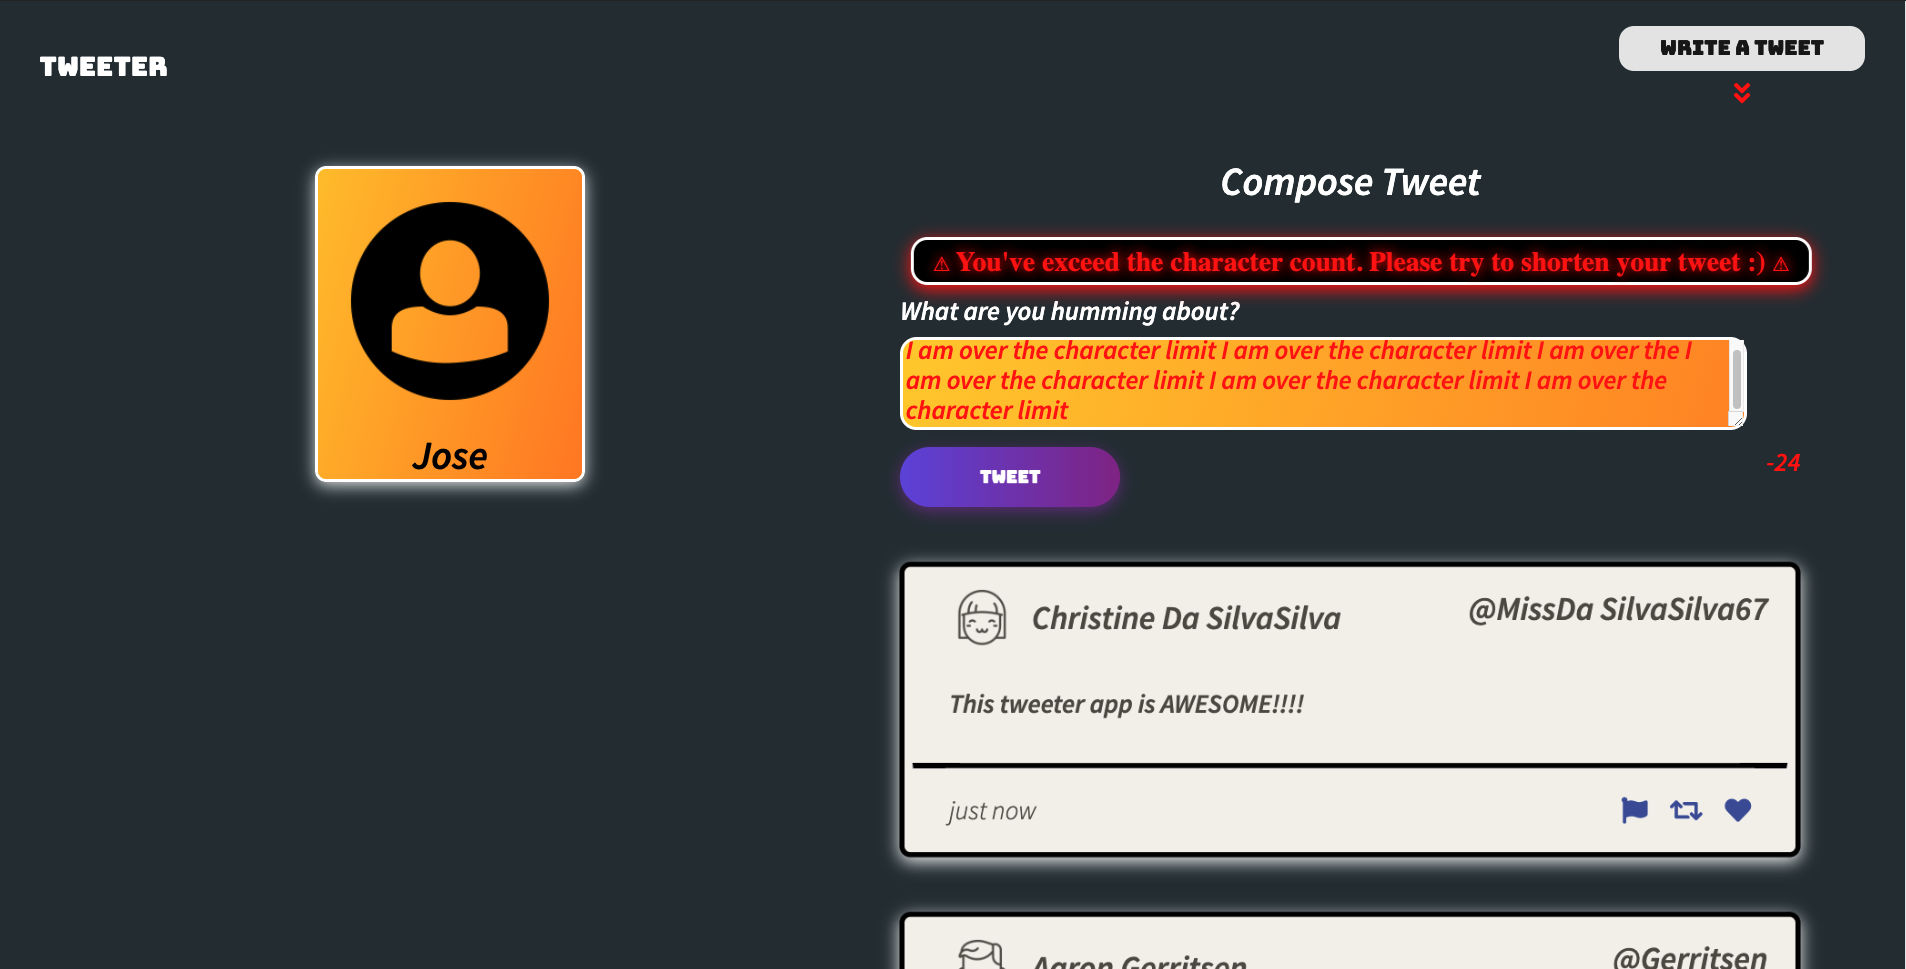 TWEETER
WRITE A TWEET
Jose
Compose Tweet
⚠ You've exceed the character count. Please try to shorten your tweet :) ⚠
What are you humming about?
I am over the character limit I am over the character limit I am over the I
am over the character limit I am over the character limit I am over the
character limit
TWEET
-24
Christine Da SilvaSilva
@MissDa SilvaSilva67
This tweeter app is AWESOME!!!!
just now
Aaron Gerritsen
@Gerritsen